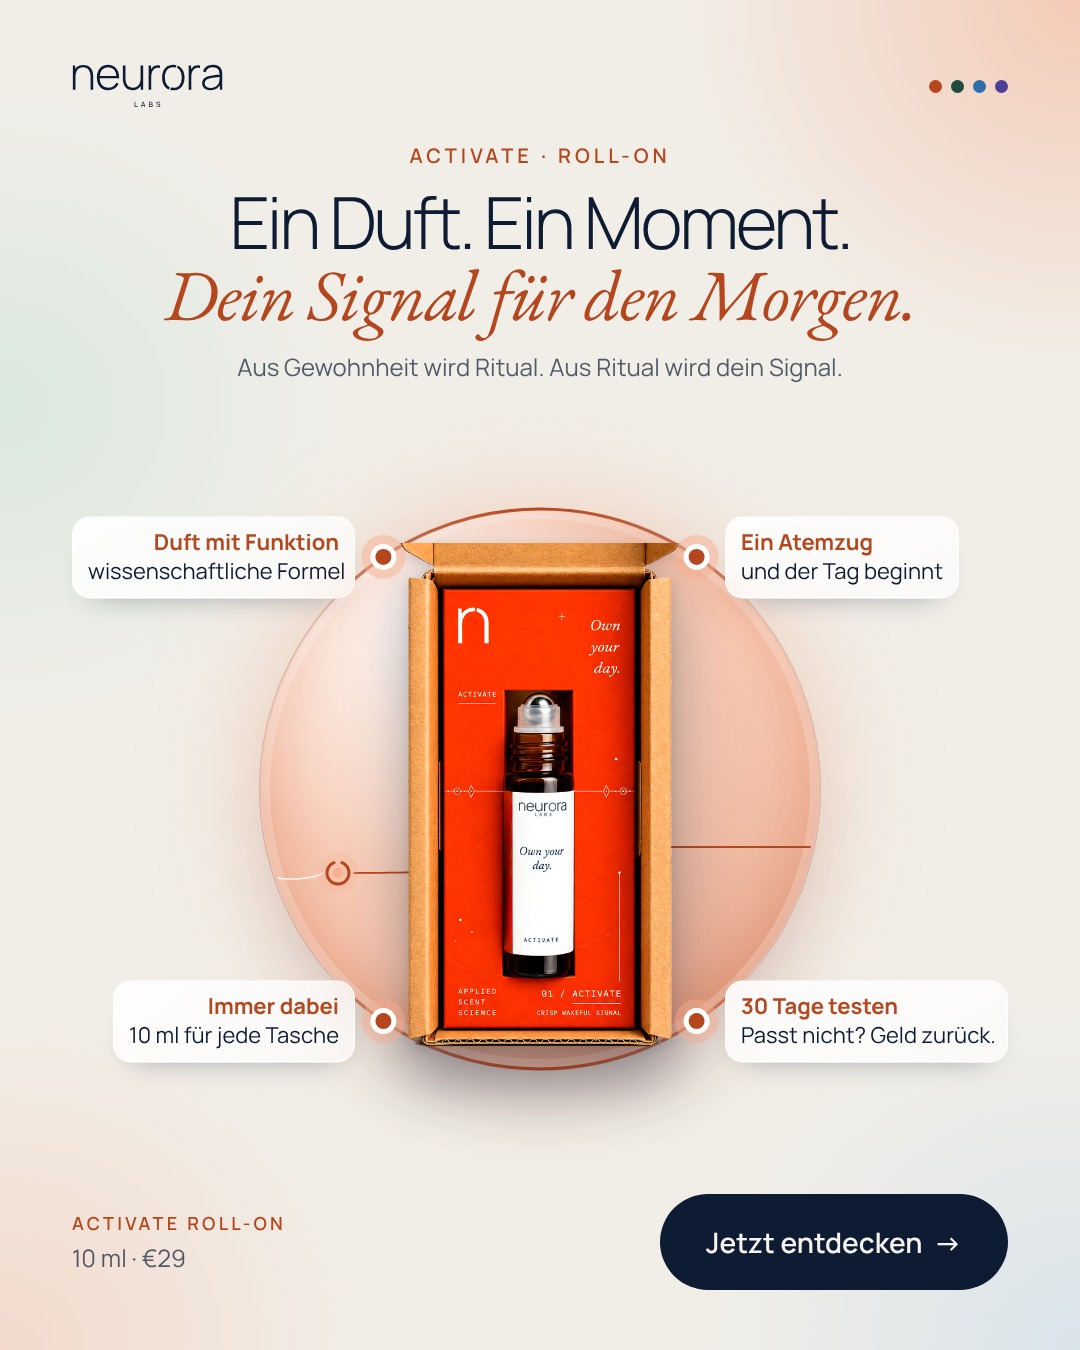 neurora
LABS
ACTIVATE · ROLL-ON
Ein Duft. Ein Moment.
Dein Signal für den Morgen.
Aus Gewohnheit wird Ritual. Aus Ritual wird dein Signal.
Duft mit Funktion
wissenschaftliche Formel
Ein Atemzug
und der Tag beginnt
n
Own
your
day.
ACTIVATE
neurora
LABS
Own your
day.
ACTIVATE
APPLIED
SCENT
SCIENCE
01 / ACTIVATE
CRISP WAKEFUL SIGNAL
Immer dabei
10 ml für jede Tasche
30 Tage testen
Passt nicht? Geld zurück.
ACTIVATE ROLL-ON
10 ml · €29
Jetzt entdecken →